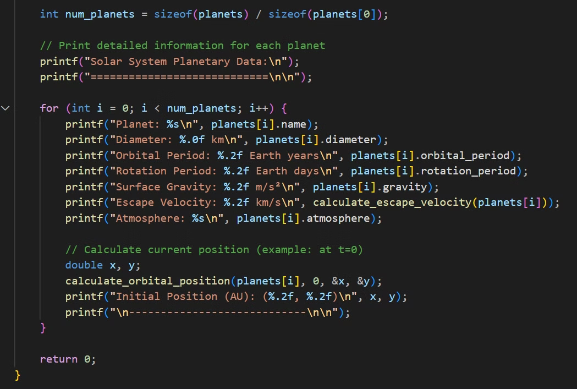 int num_planets = sizeof(planets) / sizeof(planets[0]);
// Print detailed information for each planet
printf("Solar System Planetary Data:\n");
printf("============================\n\n");
for (int i = 0; i < num_planets; i++) {
printf("Planet: %s\n", planets[i].name);
printf("Diameter: %.0f km\n", planets[i].diameter);
printf("Orbital Period: %.2f Earth years\n", planets[i].orbital_period);
printf("Rotation Period: %.2f Earth days\n", planets[i].rotation_period);
printf("Surface Gravity: %.2f m/s²\n", planets[i].gravity);
printf("Escape Velocity: %.2f km/s\n", calculate_escape_velocity(planets[i]));
printf("Atmosphere: %s\n", planets[i].atmosphere);
// Calculate current position (example: at t=0)
double x, y;
calculate_orbital_position(planets[i], 0, &x, &y);
printf("Initial Position (AU): (%.2f, %.2f)\n", x, y);
printf("\n----------------------------\n\n");
}
return 0;
}